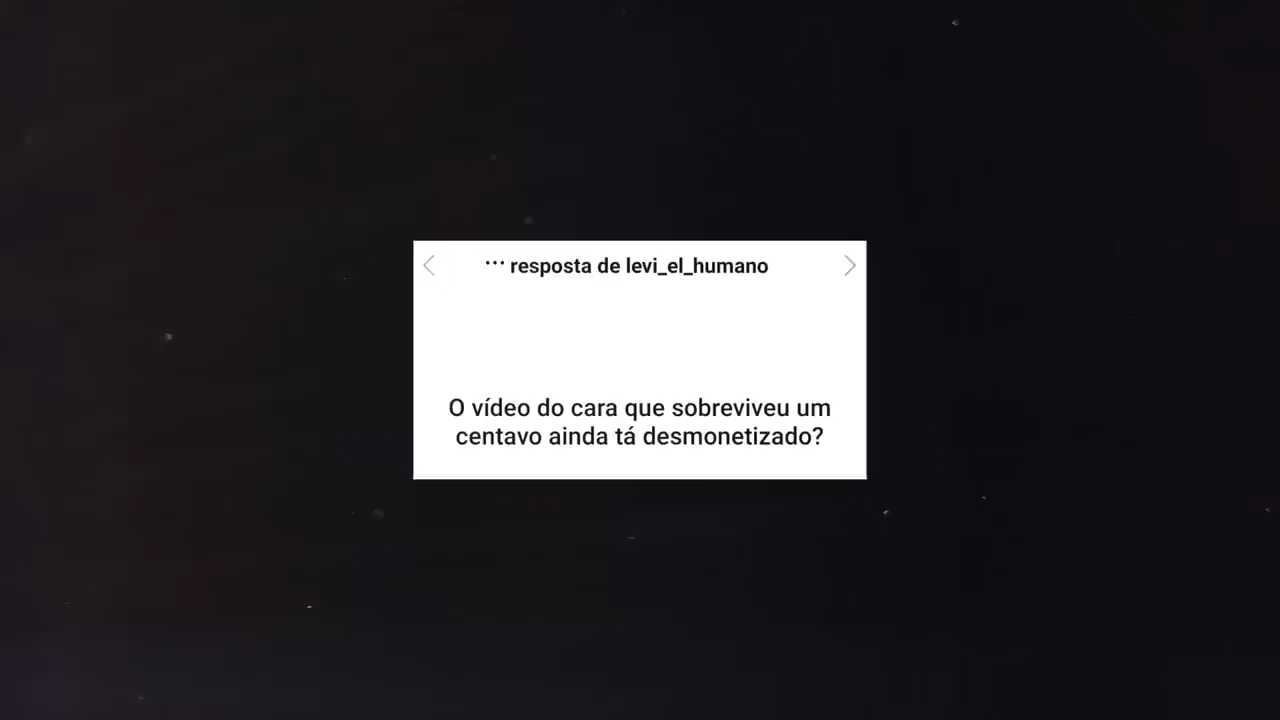 ••• resposta de levi_el_humano
O vídeo do cara que sobreviveu um
centavo ainda tá desmonetizado?